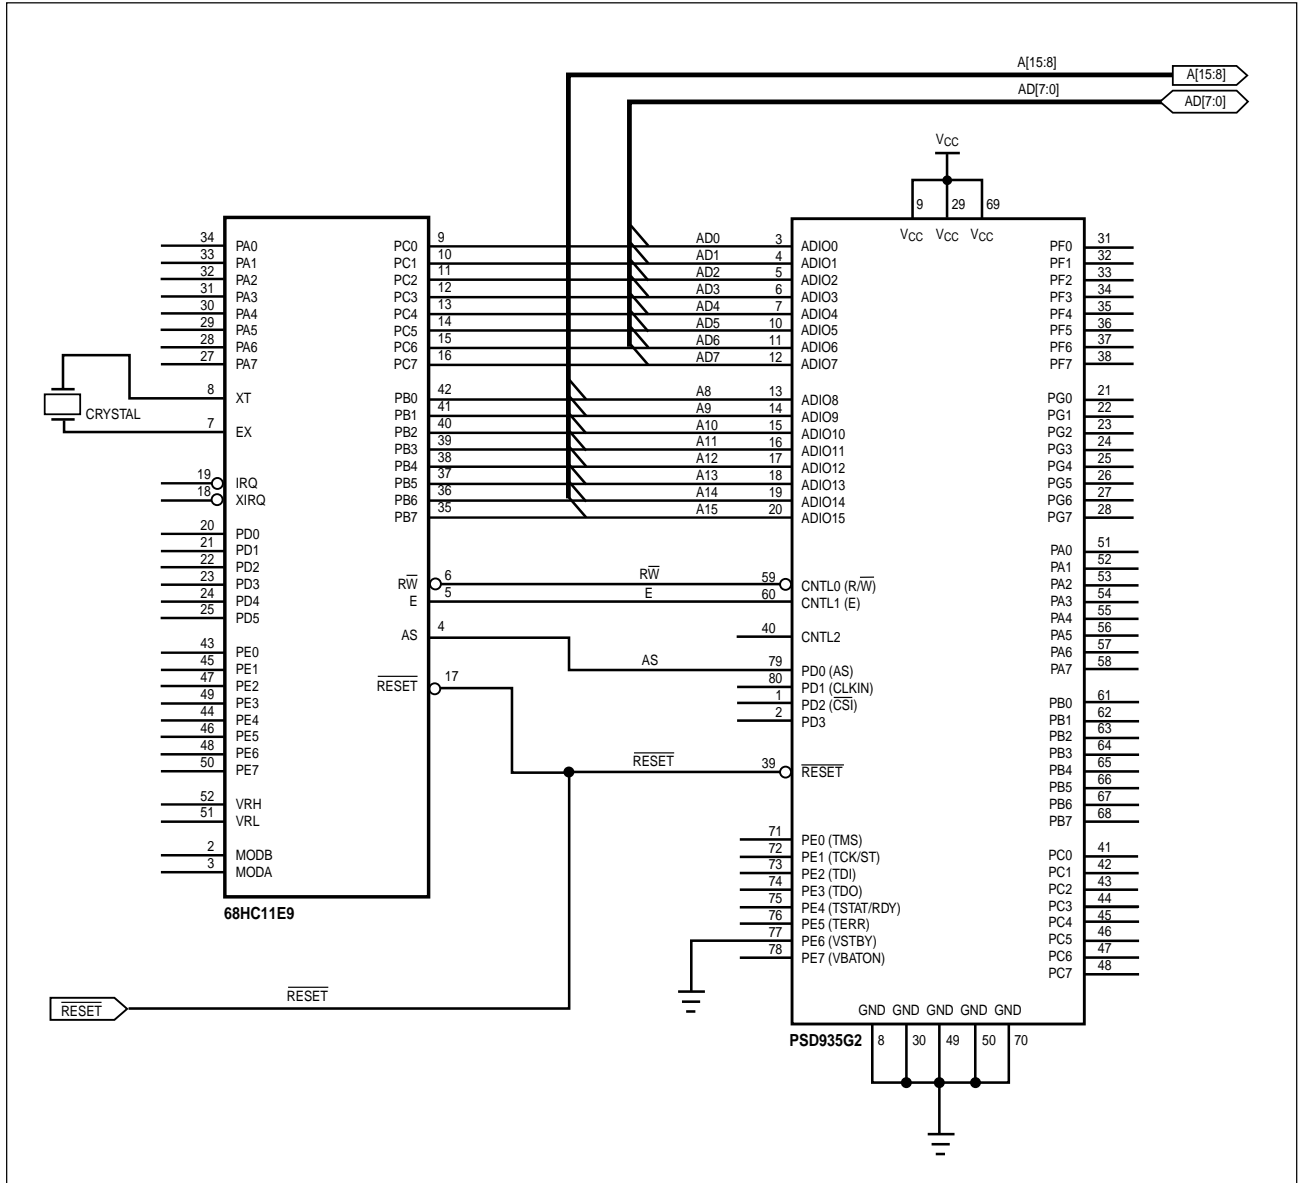 A[15:8]
A[15:8]
AD[7:0]
AD[7:0]
VCC
9 29 69
VCC VCC VCC
68HC11E9
34 PA0
33 PA1
32 PA2
31 PA3
30 PA4
29 PA5
28 PA6
27 PA7
8 XT
CRYSTAL
7 EX
19 IRQ
18 XIRQ
20 PD0
21 PD1
22 PD2
23 PD3
24 PD4
25 PD5
43 PE0
45 PE1
47 PE2
49 PE3
44 PE4
46 PE5
48 PE6
50 PE7
52 VRH
51 VRL
2 MODB
3 MODA
PC0 9
PC1 10
PC2 11
PC3 12
PC4 13
PC5 14
PC6 15
PC7 16
PB0 42
PB1 41
PB2 40
PB3 39
PB4 38
PB5 37
PB6 36
PB7 35
RW 6
E 5
AS 4
RESET 17
AD0 3 ADIO0
AD1 4 ADIO1
AD2 5 ADIO2
AD3 6 ADIO3
AD4 7 ADIO4
AD5 10 ADIO5
AD6 11 ADIO6
AD7 12 ADIO7
A8 13 ADIO8
A9 14 ADIO9
A10 15 ADIO10
A11 16 ADIO11
A12 17 ADIO12
A13 18 ADIO13
A14 19 ADIO14
A15 20 ADIO15
RW 59 CNTL0 (R/W)
E 60 CNTL1 (E)
40 CNTL2
AS 79 PD0 (AS)
80 PD1 (CLKIN)
1 PD2 (CSI)
2 PD3
RESET 39 RESET
71 PE0 (TMS)
72 PE1 (TCK/ST)
73 PE2 (TDI)
74 PE3 (TDO)
75 PE4 (TSTAT/RDY)
76 PE5 (TERR)
77 PE6 (VSTBY)
78 PE7 (VBATON)
PF0 31
PF1 32
PF2 33
PF3 34
PF4 35
PF5 36
PF6 37
PF7 38
PG0 21
PG1 22
PG2 23
PG3 24
PG4 25
PG5 26
PG6 27
PG7 28
PA0 51
PA1 52
PA2 53
PA3 54
PA4 55
PA5 56
PA6 57
PA7 58
PB0 61
PB1 62
PB2 63
PB3 64
PB4 65
PB5 66
PB6 67
PB7 68
PC0 41
PC1 42
PC2 43
PC3 44
PC4 45
PC5 46
PC6 47
PC7 48
RESET
RESET
GND GND GND GND GND
PSD935G2
8 30 49 50 70